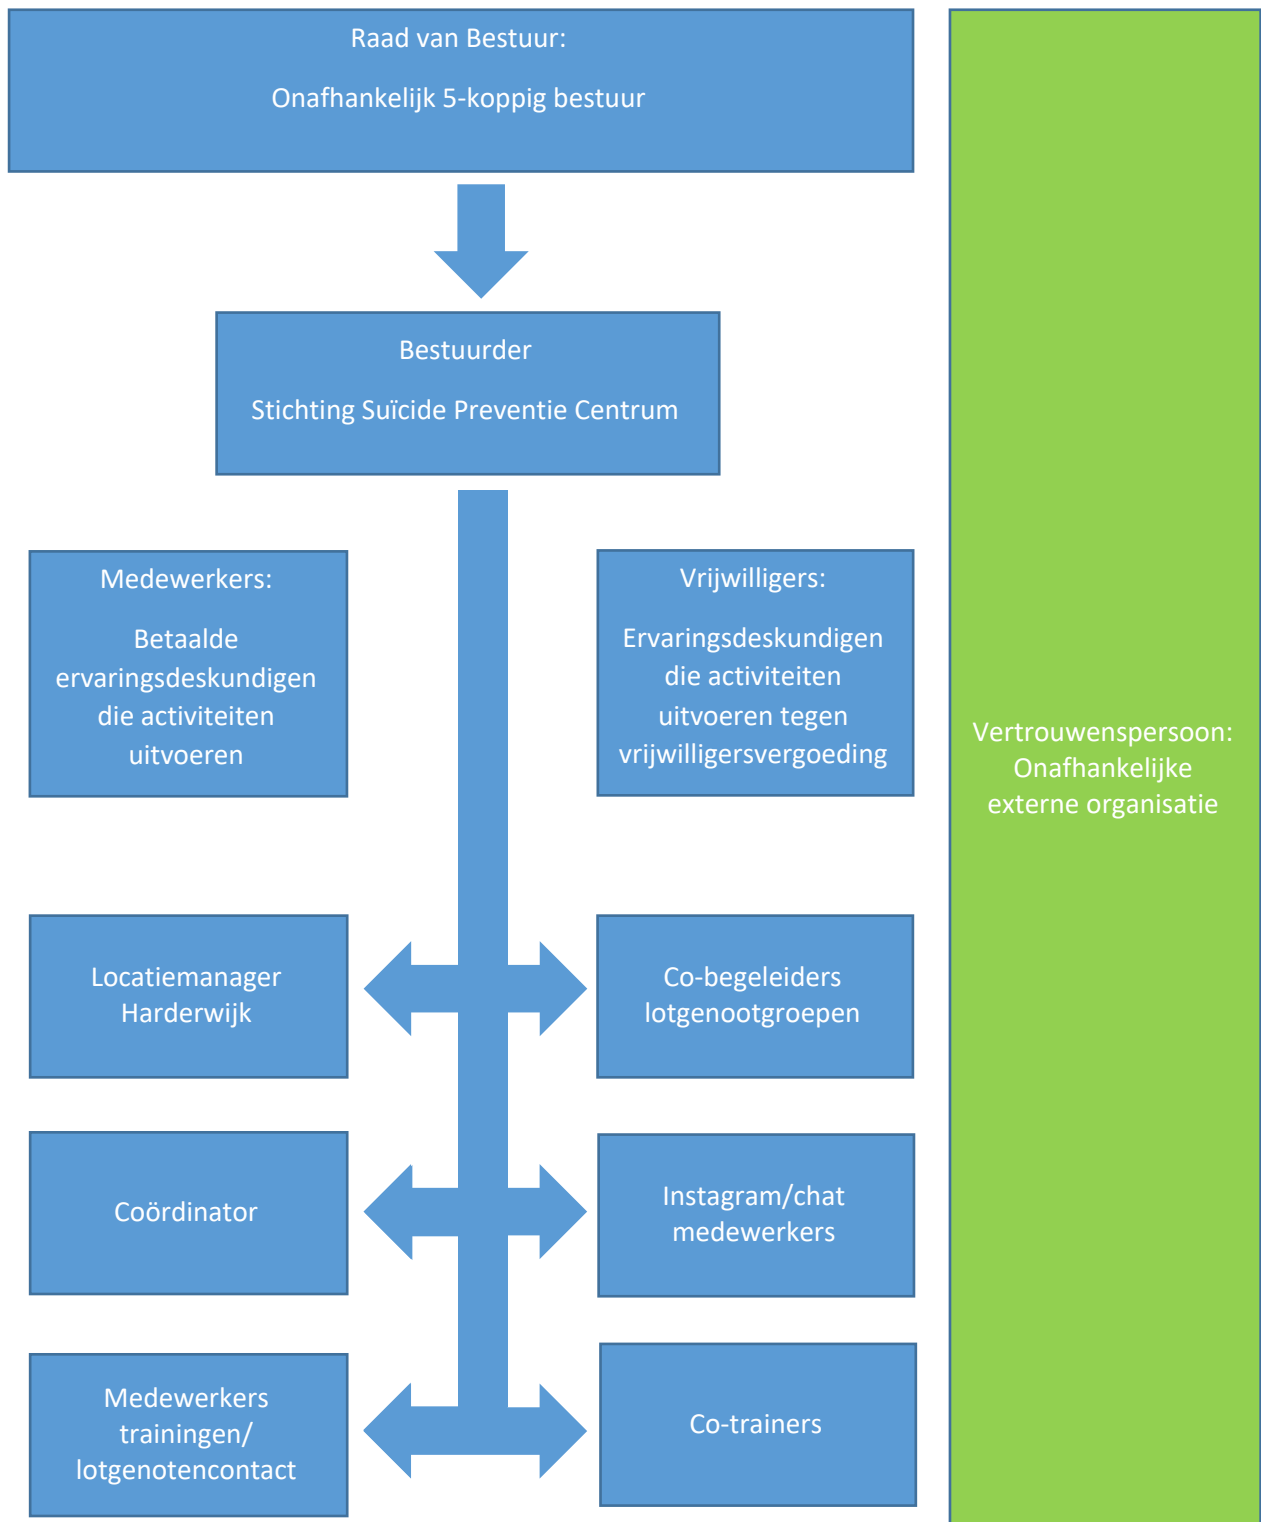 Raad van Bestuur:
Onafhankelijk 5-koppig bestuur
Bestuurder
Stichting Suïcide Preventie Centrum
Medewerkers:
Betaalde
ervaringsdeskundigen
die activiteiten
uitvoeren
Vrijwilligers:
Ervaringsdeskundigen
die activiteiten
uitvoeren tegen
vrijwilligersvergoeding
Vertrouwenspersoon:
Onafhankelijke
externe organisatie
Locatiemanager
Harderwijk
Co-begeleiders
lotgenootgroepen
Coördinator
Instagram/chat
medewerkers
Medewerkers
trainingen/
lotgenotencontact
Co-trainers